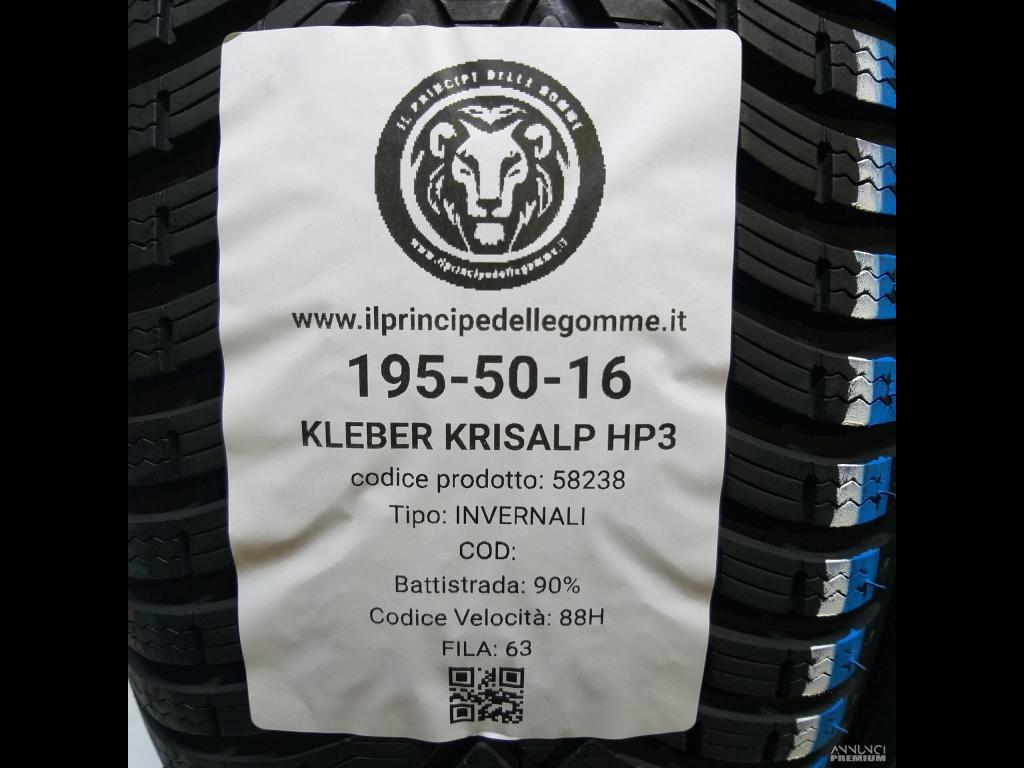 IL PRINCIPE DELLE GOMME
www.ilprincipedellegomme.it
www.ilprincipedellegomme.it
195-50-16
KLEBER KRISALP HP3
codice prodotto: 58238
Tipo: INVERNALI
COD:
Battistrada: 90%
Codice Velocità: 88H
FILA: 63
ANNUNCI
PREMIUM